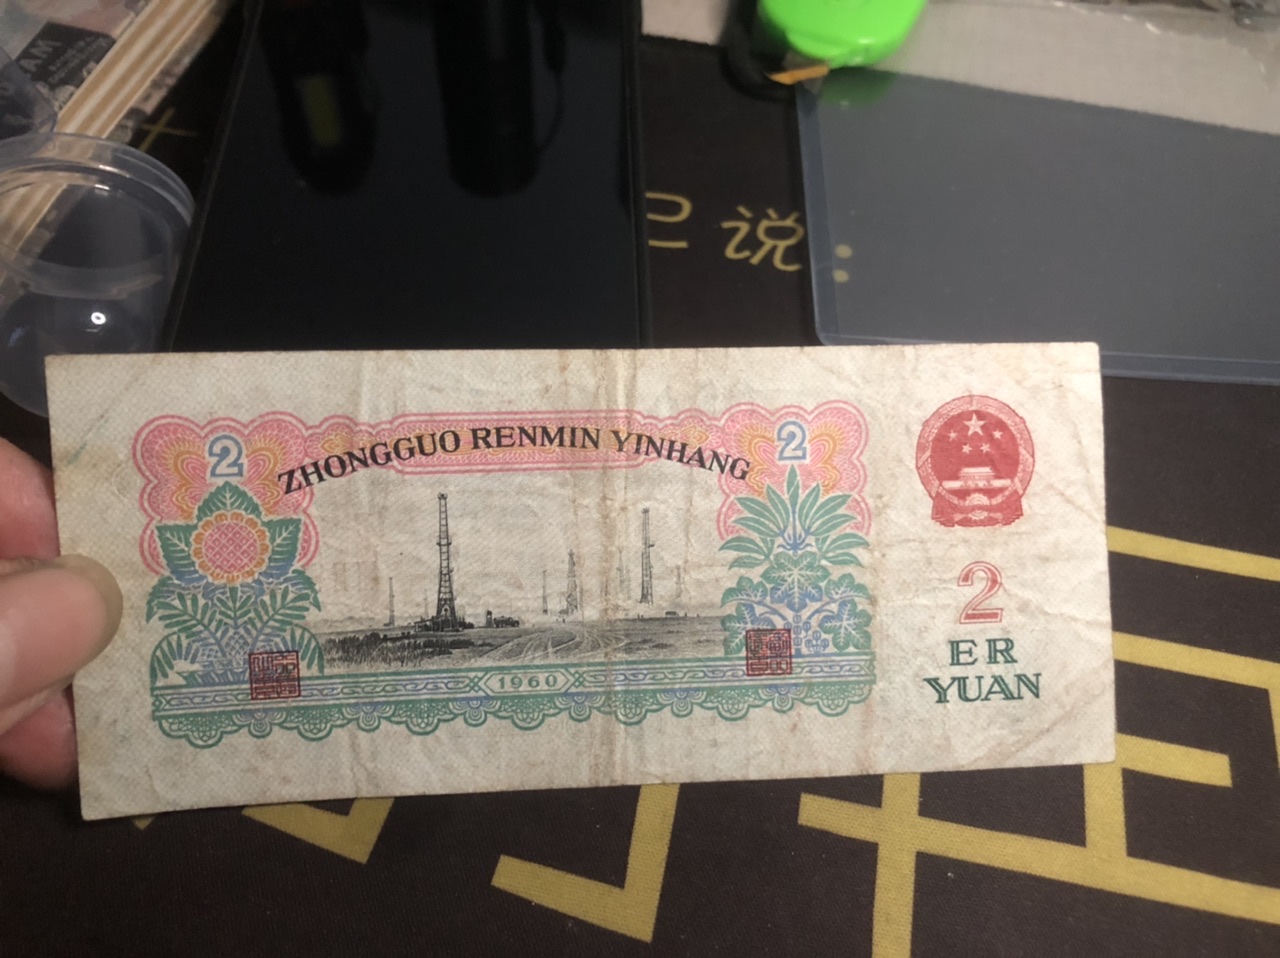 说：
2
2
ZHONGGUO RENMIN YINHANG
2
ER
YUAN
1960